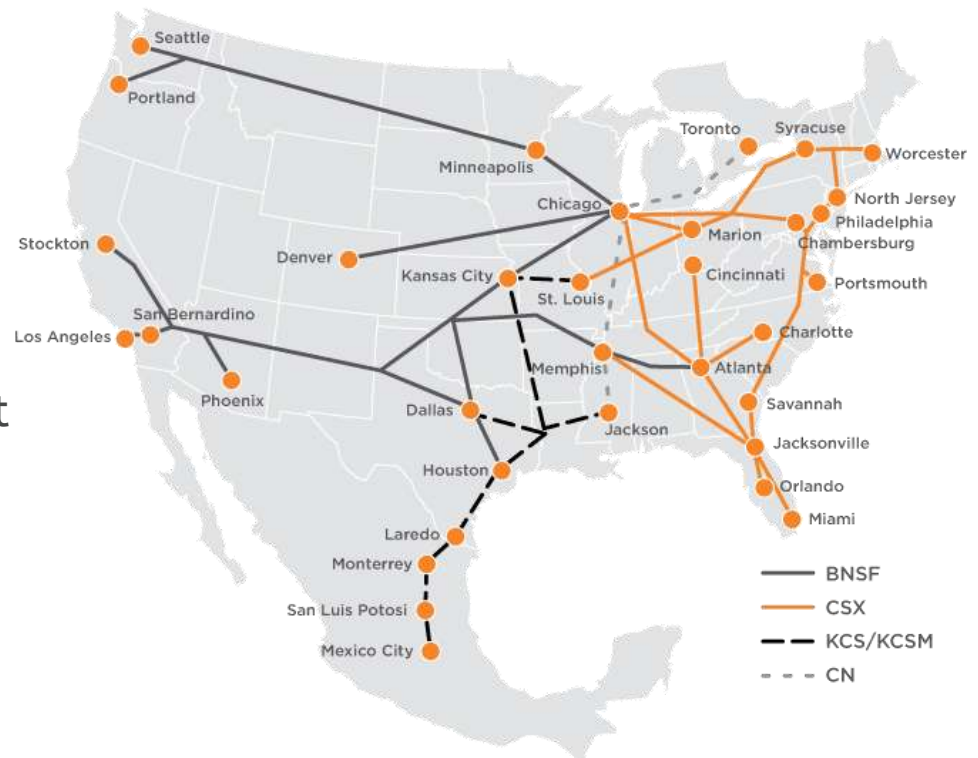 Seattle
Portland
Minneapolis
Toronto
Syracuse
Worcester
Chicago
North Jersey
Philadelphia
Marion
Chambersburg
Stockton
Denver
Kansas City
Cincinnati
St. Louis
Portsmouth
San Bernardino
Los Angeles
Charlotte
Memphis
Atlanta
Phoenix
Dallas
Savannah
t
Jackson
Jacksonville
Houston
Orlando
Miami
Laredo
Monterrey
San Luis Potosi
Mexico City
BNSF
CSX
KCS/KCSM
CN